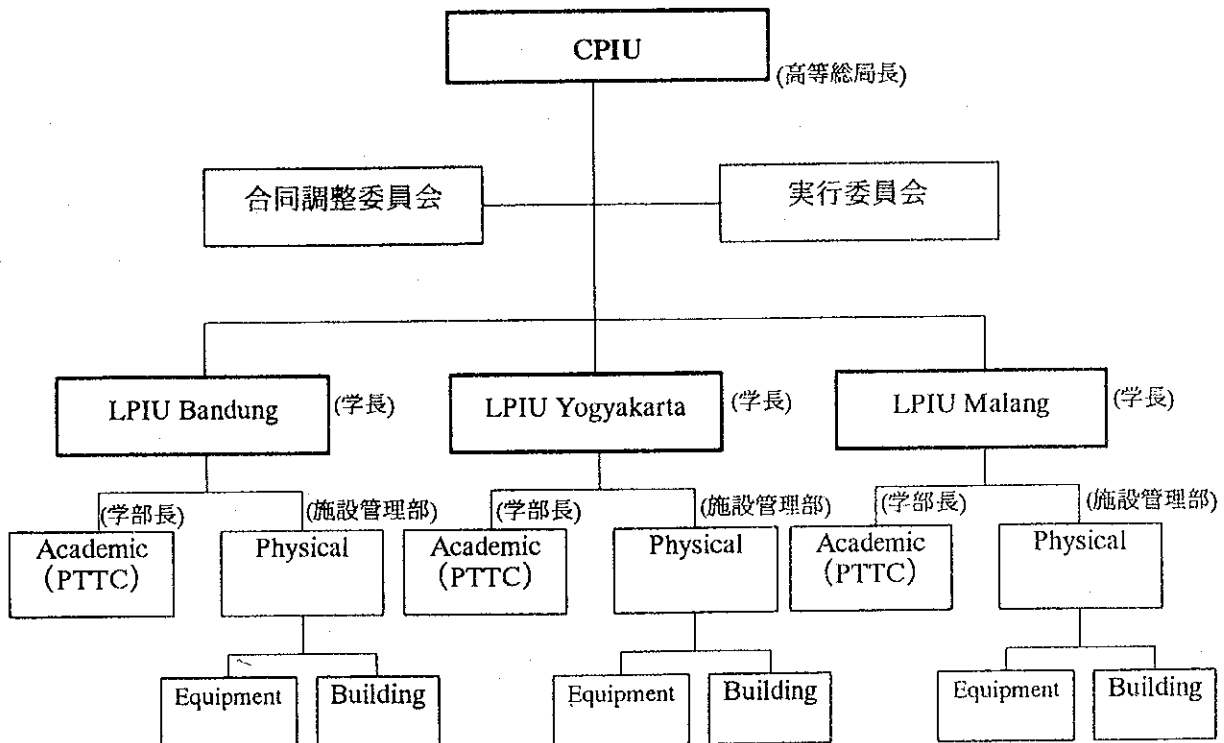 CPIU
(高等総局長)
合同調整委員会
実行委員会
LPIU Bandung
(学長)
LPIU Yogyakarta
(学長)
LPIU Malang
(学長)
(学部長)
(施設管理部)
(学部長)
(施設管理部)
(学部長)
(施設管理部)
Academic
(PTTC)
Physical
Academic
(PTTC)
Physical
Academic
(PTTC)
Physical
Equipment
Building
Equipment
Building
Equipment
Building